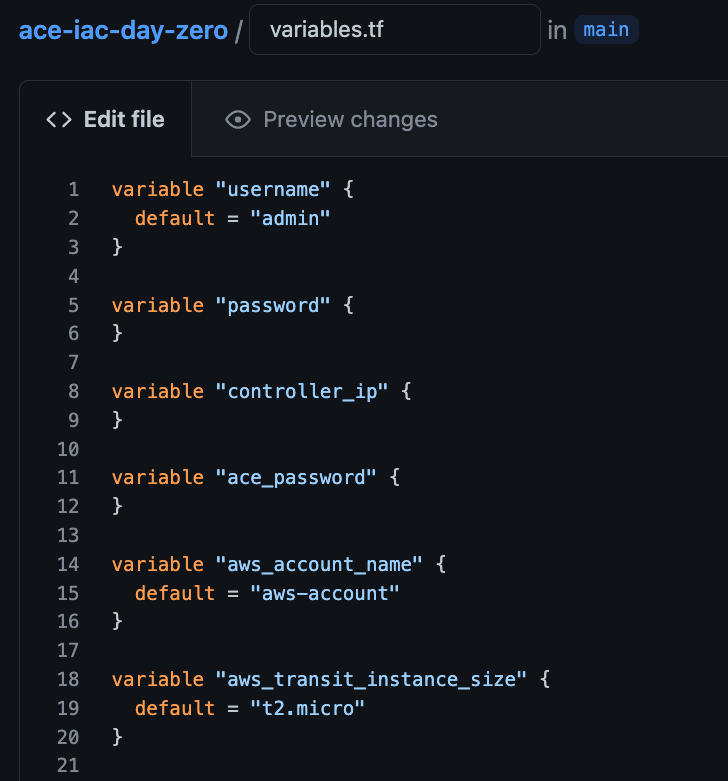 ace-iac-day-zero / variables.tf in main
<> Edit file Preview changes
1 variable "username" {
2   default = "admin"
3 }
4
5 variable "password" {
6 }
7
8 variable "controller_ip" {
9 }
10
11 variable "ace_password" {
12 }
13
14 variable "aws_account_name" {
15   default = "aws-account"
16 }
17
18 variable "aws_transit_instance_size" {
19   default = "t2.micro"
20 }
21